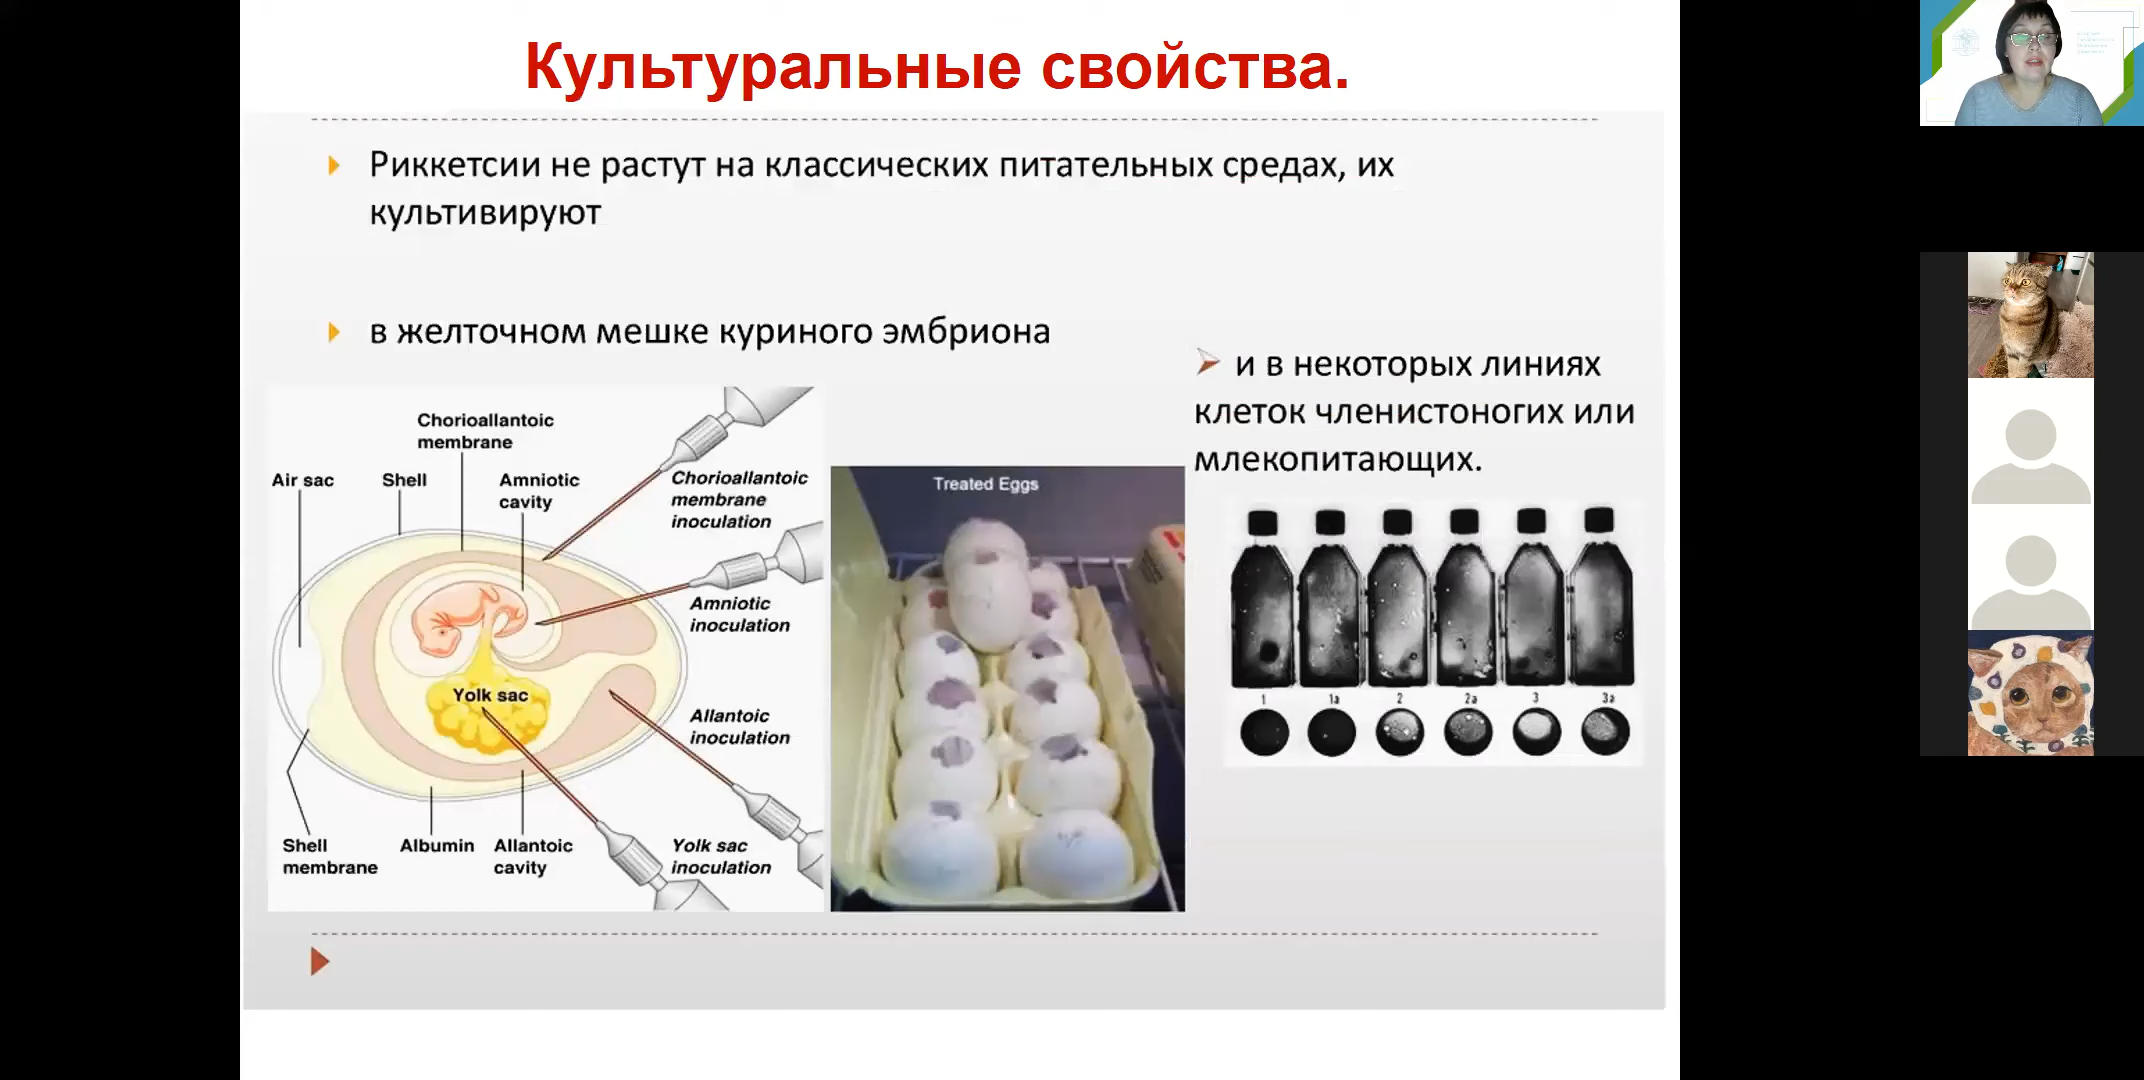 Культуральные свойства.
Риккетсии не растут на классических питательных средах, их
культивируют
в желточном мешке куриного эмбриона
и в некоторых линиях
клеток членистоногих или
млекопитающих.
Chorioallantoic
membrane
Air sac
Shell
Amniotic
cavity
Chorioallantoic
membrane
inoculation
Amniotic
inoculation
Yolk sac
Allantoic
inoculation
Shell
membrane
Albumin
Allantoic
cavity
Yolk sac
inoculation
Treated Eggs
1 1a 2 2a 3 3a